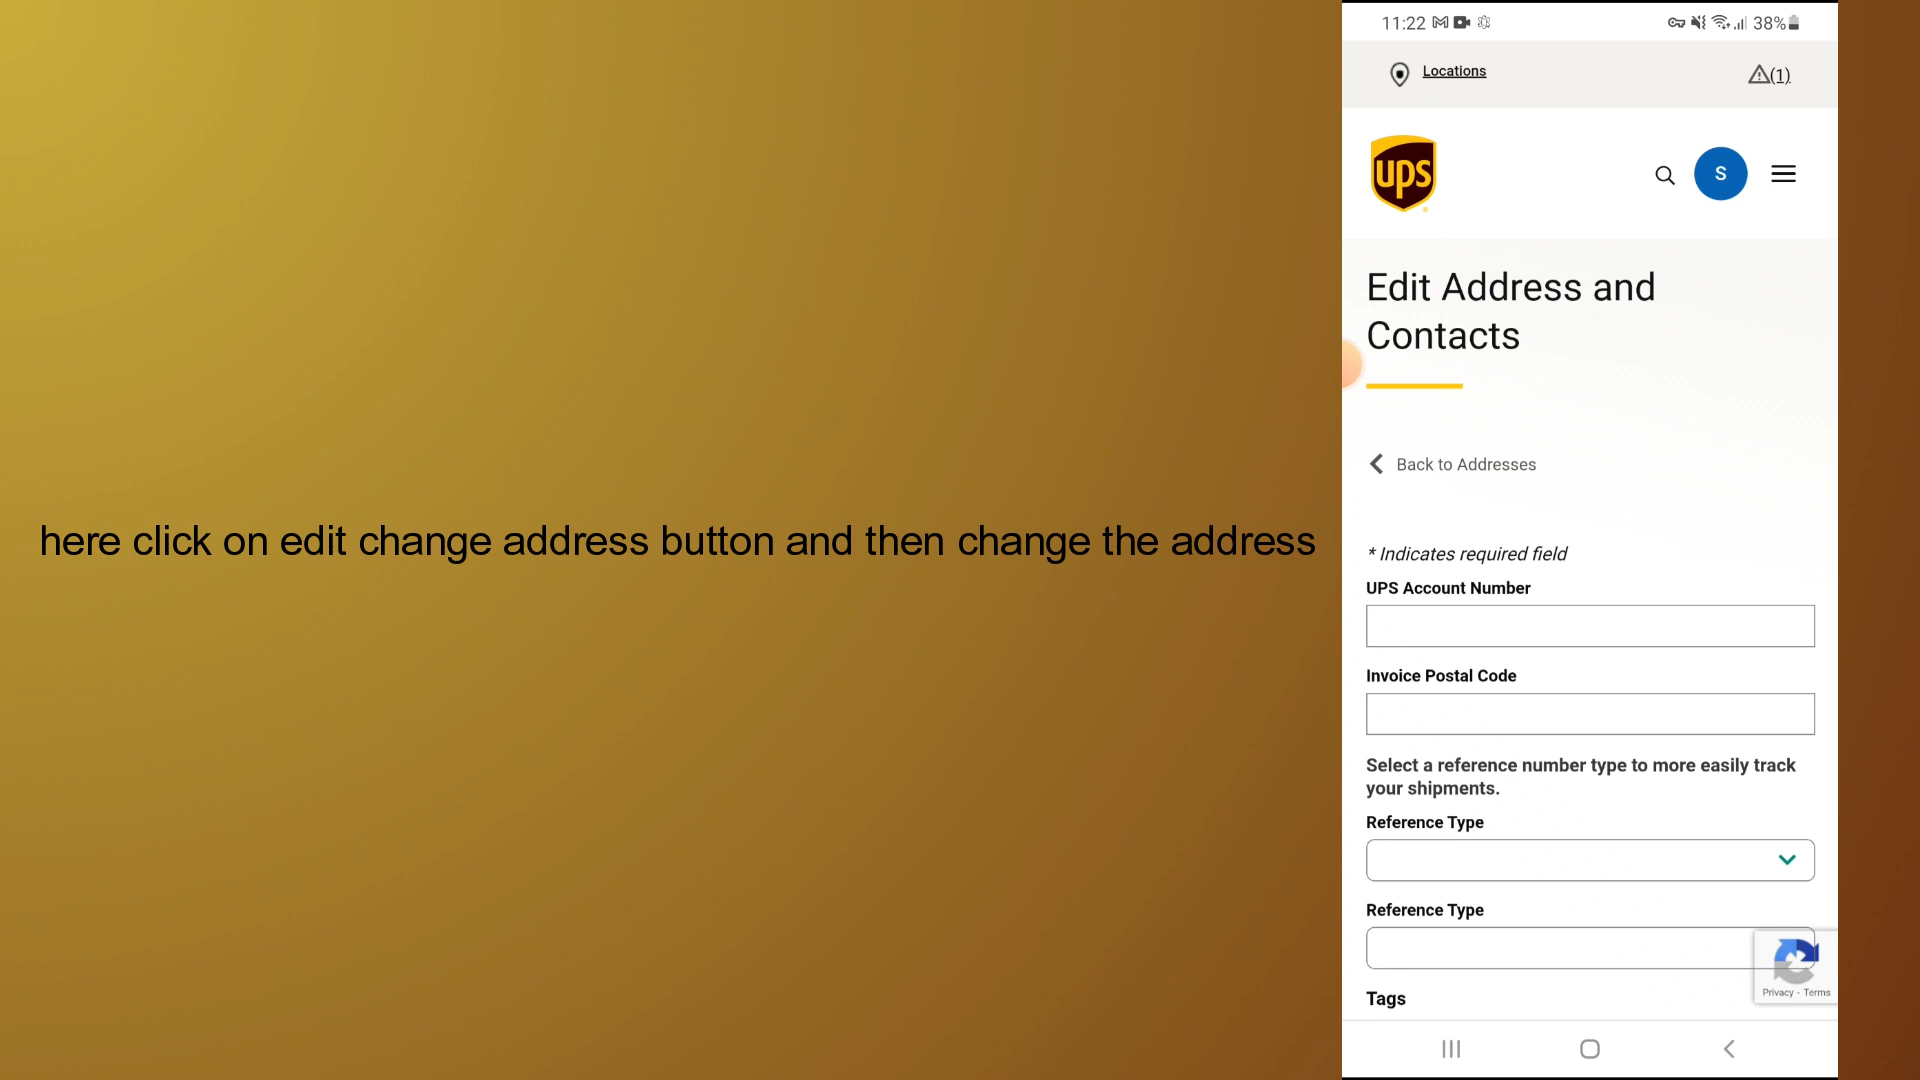 here click on edit change address button and then change the address
11:22 38%
Locations
(1)
ups
S
Edit Address and
Contacts
Back to Addresses
* Indicates required field
UPS Account Number
Invoice Postal Code
Select a reference number type to more easily track
your shipments.
Reference Type
Reference Type
Privacy - Terms
Tags